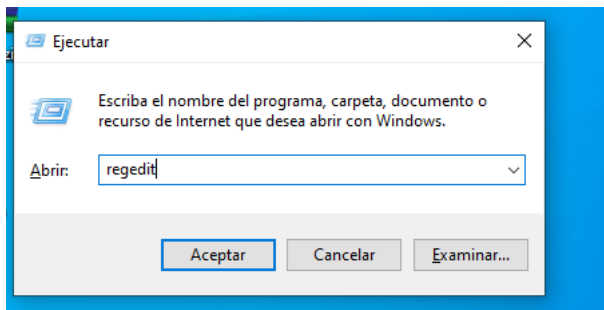 Ejecutar
Escriba el nombre del programa, carpeta, documento o
recurso de Internet que desea abrir con Windows.
Abrir: regedit
Aceptar Cancelar Examinar...